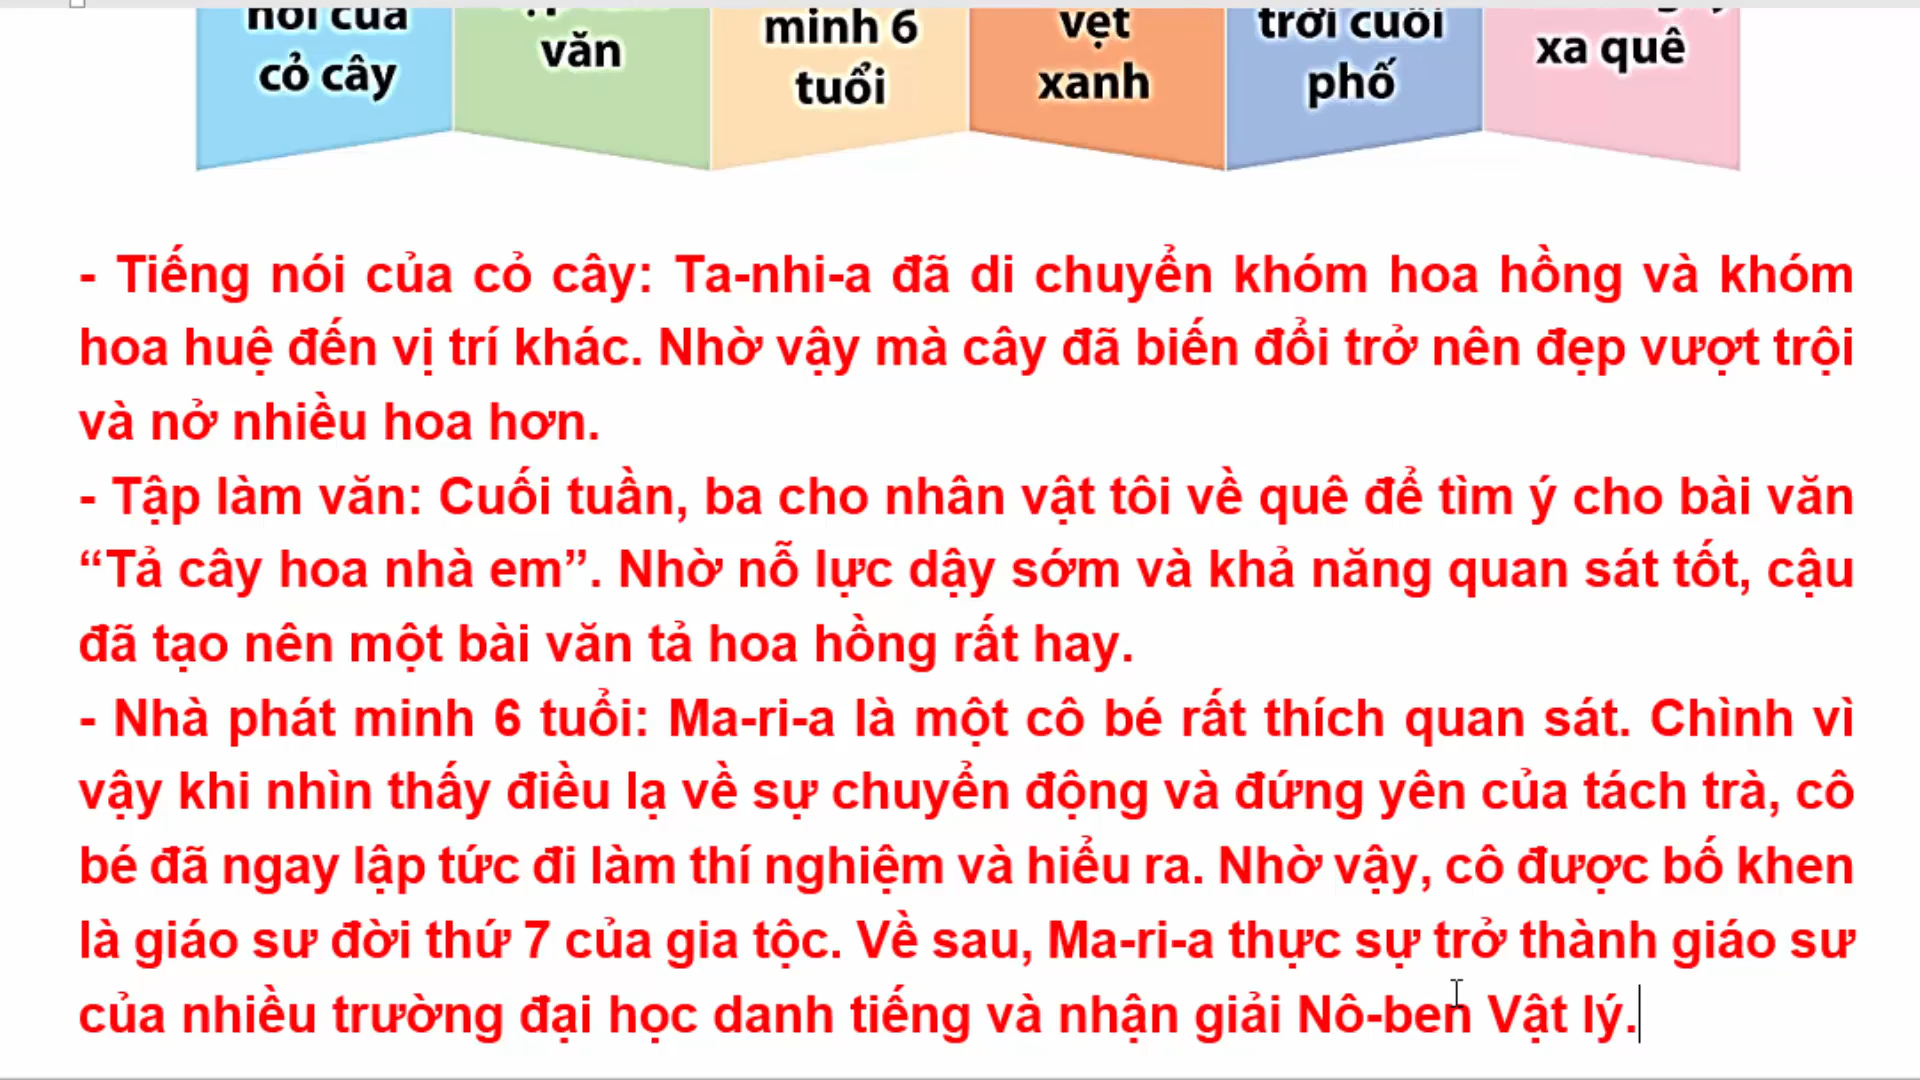 nói của
cỏ cây
văn
minh 6
tuổi
vẹt
xanh
trời cuối
phố
xa quê
- Tiếng nói của cỏ cây: Ta-nhi-a đã di chuyển khóm hoa hồng và khóm
hoa huệ đến vị trí khác. Nhờ vậy mà cây đã biến đổi trở nên đẹp vượt trội
và nở nhiều hoa hơn.
- Tập làm văn: Cuối tuần, ba cho nhân vật tôi về quê để tìm ý cho bài văn
“Tả cây hoa nhà em”. Nhờ nỗ lực dậy sớm và khả năng quan sát tốt, cậu
đã tạo nên một bài văn tả hoa hồng rất hay.
- Nhà phát minh 6 tuổi: Ma-ri-a là một cô bé rất thích quan sát. Chình vì
vậy khi nhìn thấy điều lạ về sự chuyển động và đứng yên của tách trà, cô
bé đã ngay lập tức đi làm thí nghiệm và hiểu ra. Nhờ vậy, cô được bố khen
là giáo sư đời thứ 7 của gia tộc. Về sau, Ma-ri-a thực sự trở thành giáo sư
của nhiều trường đại học danh tiếng và nhận giải Nô-ben Vật lý.